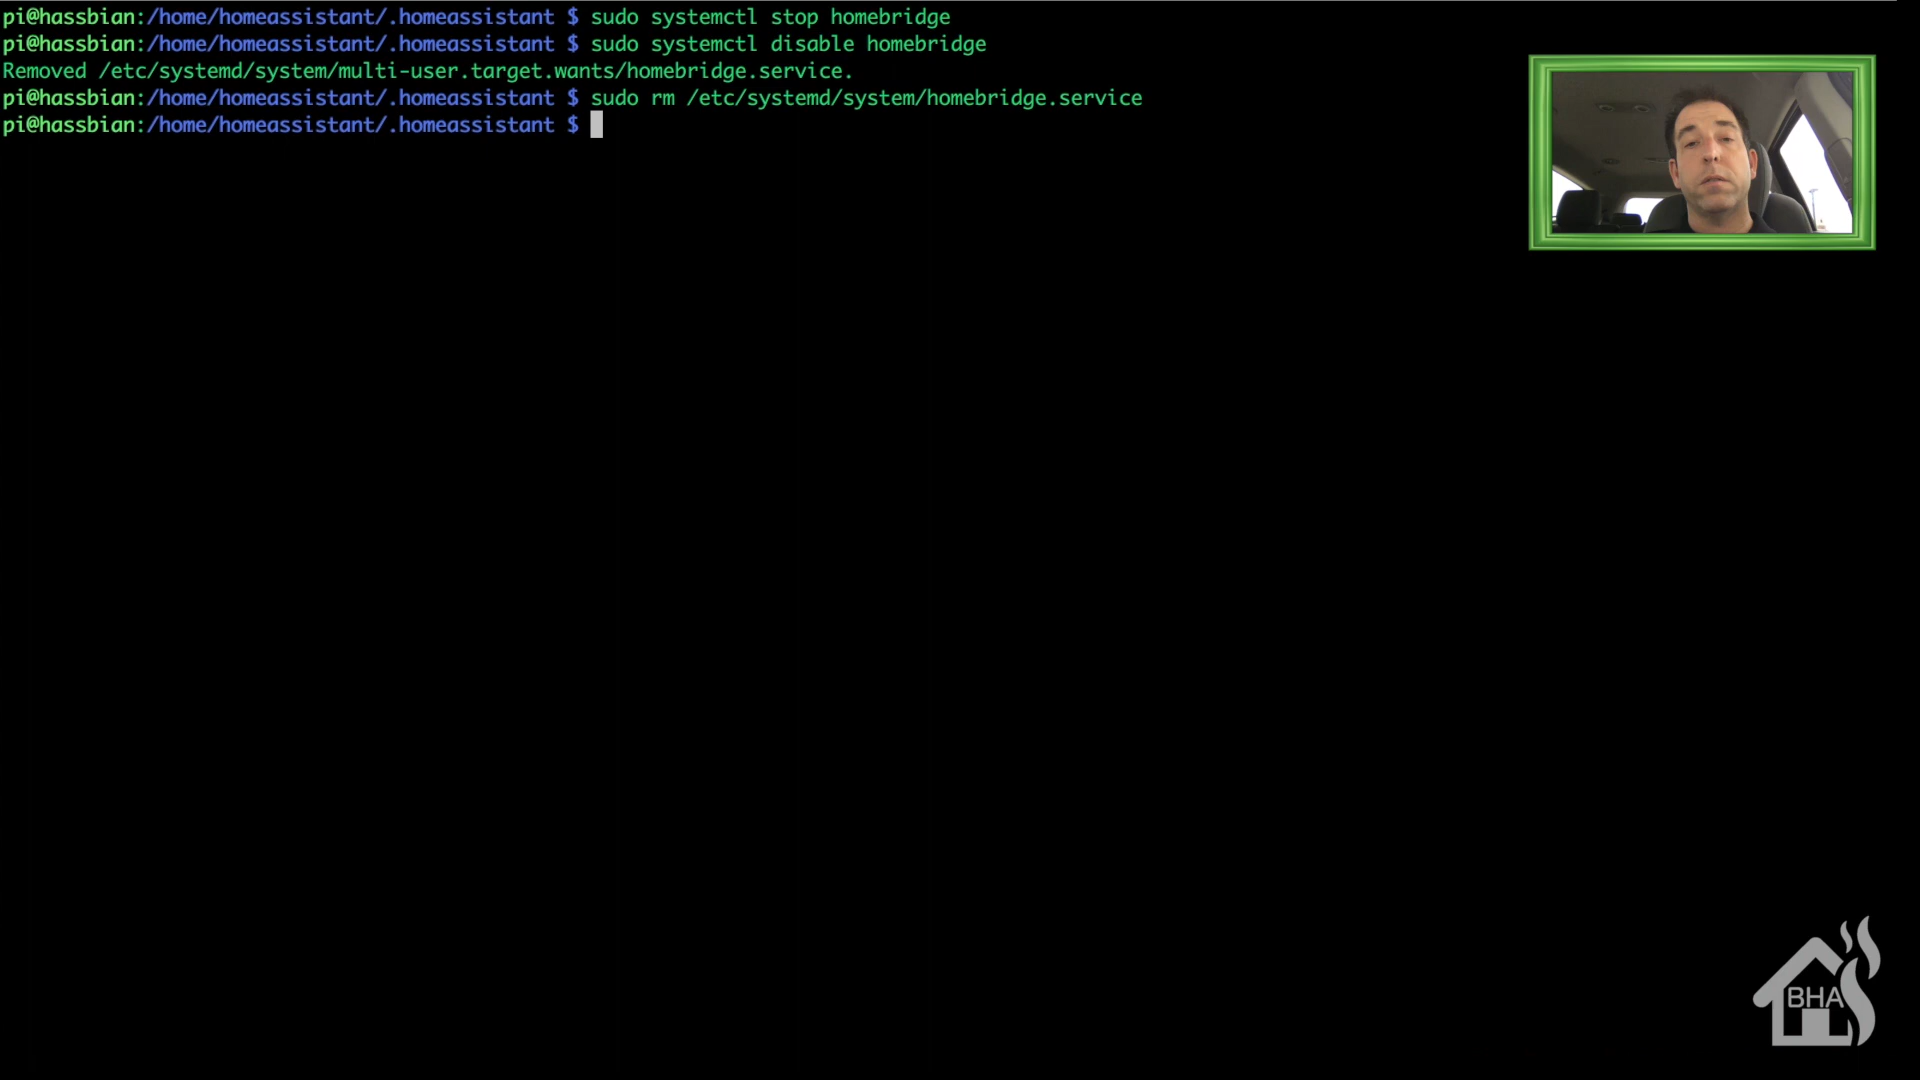 pi@hassbian:/home/homeassistant/.homeassistant $ sudo systemctl stop homebridge
pi@hassbian:/home/homeassistant/.homeassistant $ sudo systemctl disable homebridge
Removed /etc/systemd/system/multi-user.target.wants/homebridge.service.
pi@hassbian:/home/homeassistant/.homeassistant $ sudo rm /etc/systemd/system/homebridge.service
pi@hassbian:/home/homeassistant/.homeassistant $
BHA